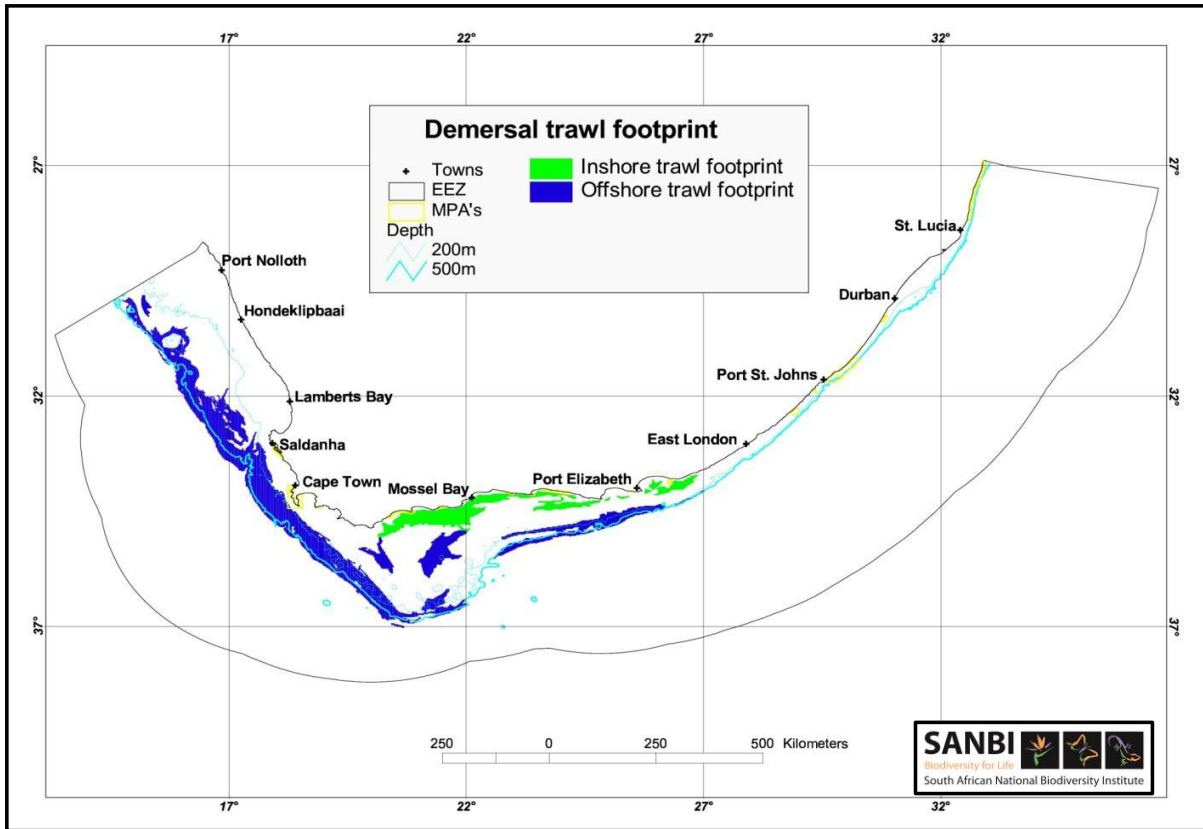 17° 22° 27° 32°
Demersal trawl footprint
Towns
EEZ
MPA's
Depth
200m
500m
Inshore trawl footprint
Offshore trawl footprint
27° 27°
St. Lucia
Port Nolloth
Durban
Hondeklipbaai
Port St. Johns
32° 32°
Lamberts Bay
East London
Saldanha
Cape Town
Port Elizabeth
Mossel Bay
37° 37°
250 0 250 500 Kilometers
SANBI
Biodiversity for Life
South African National Biodiversity Institute
17° 22° 27° 32°